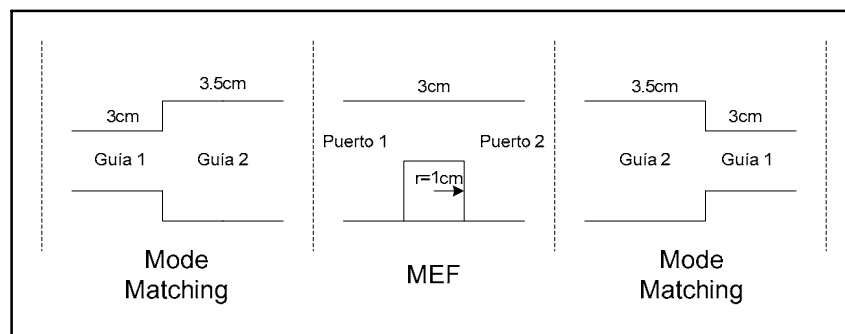 3cm
3.5cm
Guía 1
Guía 2
Mode
Matching
3cm
Puerto 1
Puerto 2
r=1cm
MEF
3.5cm
3cm
Guía 2
Guía 1
Mode
Matching